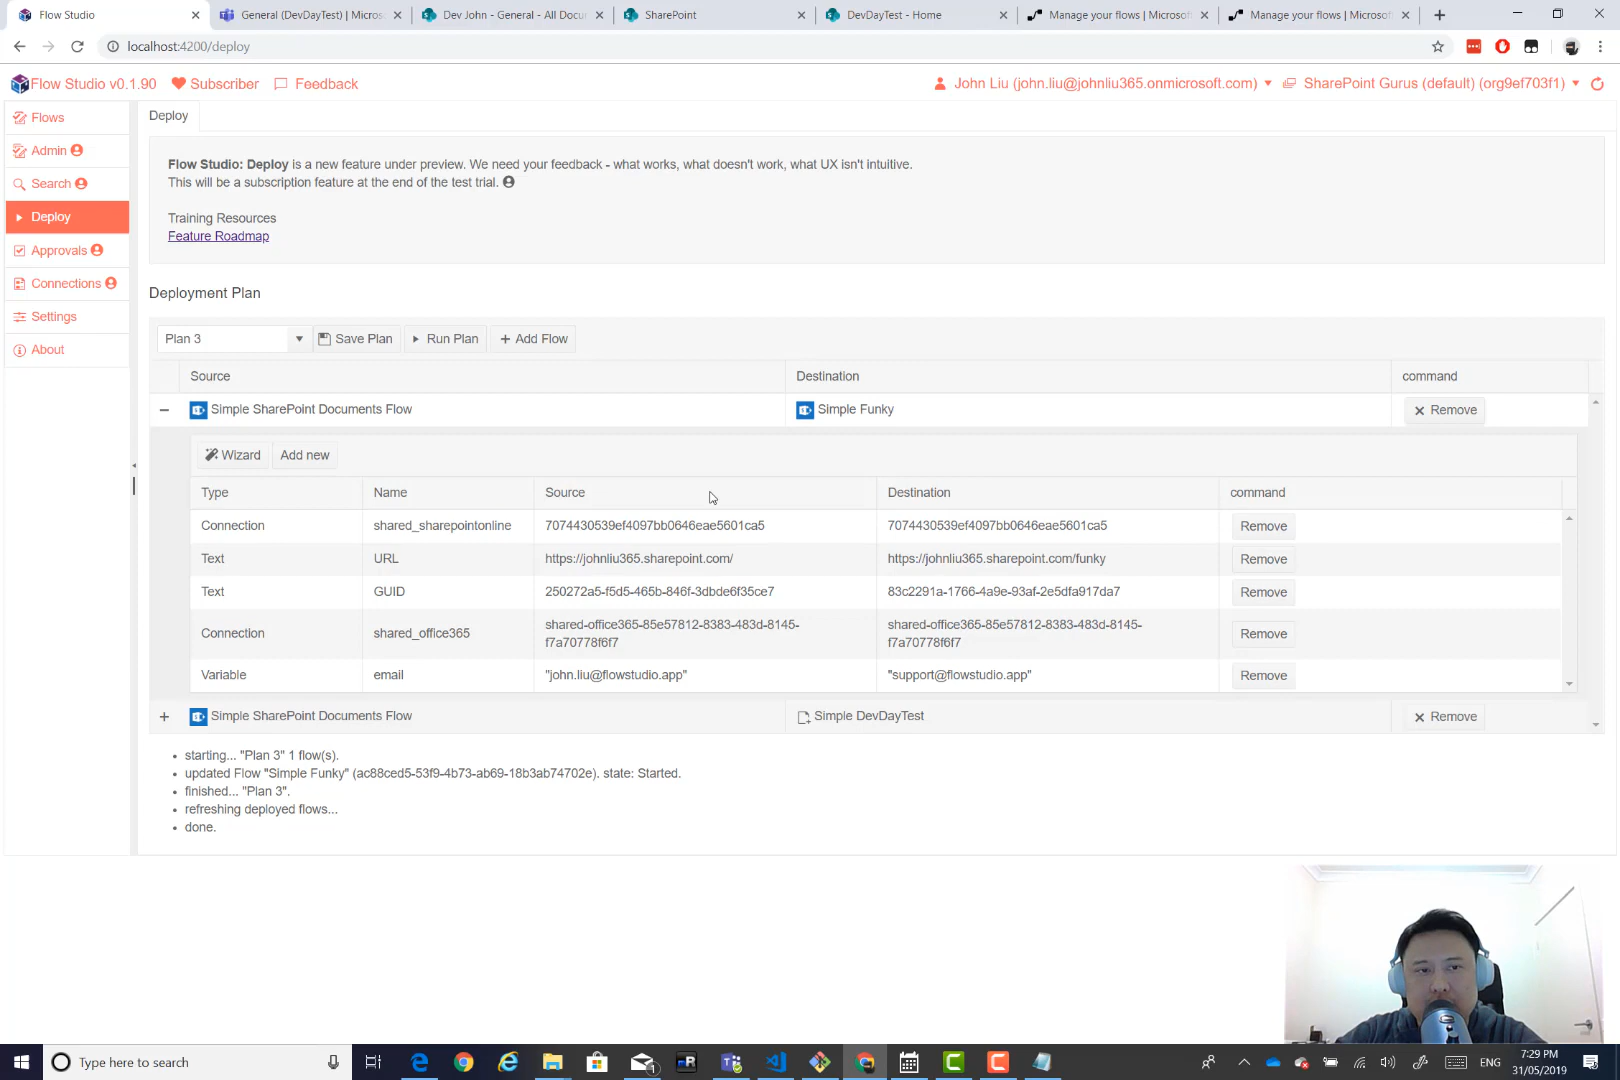 Flow Studio
General (DevDayTest) | Micros
Dev John - General - All Docu
SharePoint
DevDayTest - Home
Manage your flows | Microsof
Manage your flows | Microsof
localhost:4200/deploy
Flow Studio v0.1.90
Subscriber
Feedback
John Liu (john.liu@johnliu365.onmicrosoft.com)
SharePoint Gurus (default) (org9ef703f1)
Flows
Admin
Search
Deploy
Approvals
Connections
Settings
About
Deploy
Flow Studio: Deploy is a new feature under preview. We need your feedback - what works, what doesn't work, what UX isn't intuitive.
This will be a subscription feature at the end of the test trial.
Training Resources
Feature Roadmap
Deployment Plan
Plan 3
Save Plan
Run Plan
+ Add Flow
Source
Destination
command
Simple SharePoint Documents Flow
Simple Funky
Remove
Wizard
Add new
Type
Name
Source
Destination
command
Connection
shared_sharepointonline
7074430539ef4097bb0646eae5601ca5
7074430539ef4097bb0646eae5601ca5
Remove
Text
URL
https://johnliu365.sharepoint.com/
https://johnliu365.sharepoint.com/funky
Remove
Text
GUID
250272a5-f5d5-465b-846f-3dbde6f35ce7
83c2291a-1766-4a9e-93af-2e5dfa917da7
Remove
Connection
shared_office365
shared-office365-85e57812-8383-483d-8145-
f7a70778f6f7
shared-office365-85e57812-8383-483d-8145-
f7a70778f6f7
Remove
Variable
email
"john.liu@flowstudio.app"
"support@flowstudio.app"
Remove
Simple SharePoint Documents Flow
Simple DevDayTest
Remove
starting... "Plan 3" 1 flow(s).
updated Flow "Simple Funky" (ac88ced5-53f9-4b73-ab69-18b3ab74702e). state: Started.
finished... "Plan 3".
refreshing deployed flows...
done.
Type here to search
1
ENG
7:29 PM
31/05/2019